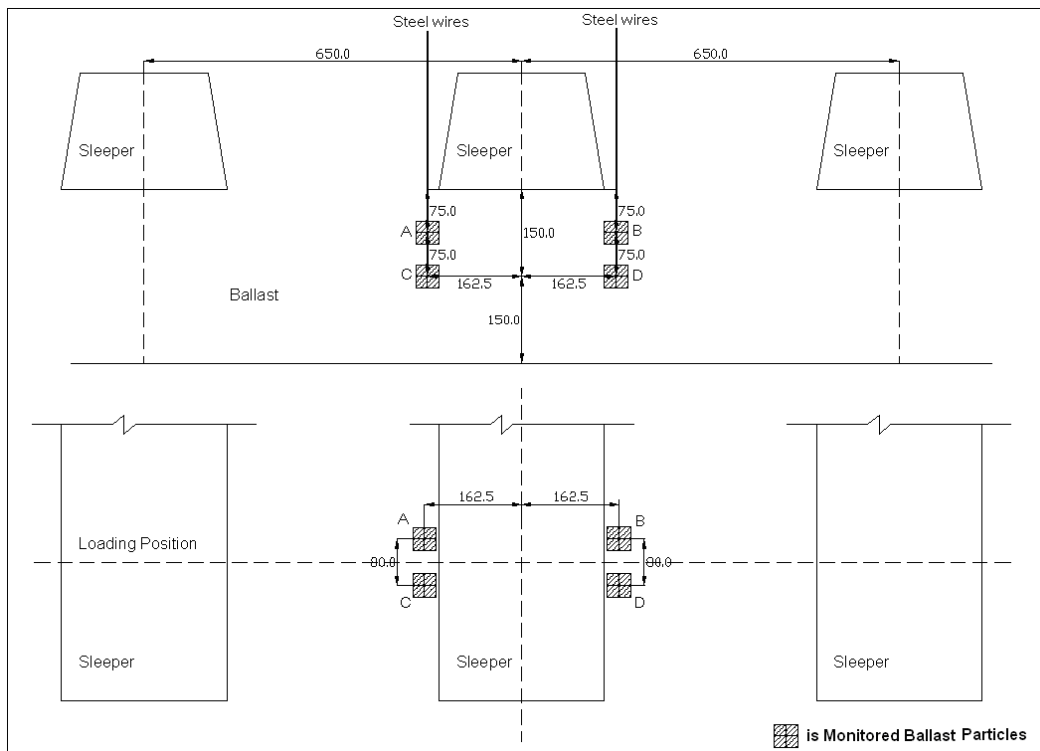 Steel wires
Steel wires
650.0
650.0
Sleeper
Sleeper
Sleeper
75.0
75.0
A
150.0
B
75.0
75.0
C
162.5
162.5
D
Ballast
150.0
162.5
162.5
A
B
Loading Position
80.0
80.0
C
D
Sleeper
Sleeper
Sleeper
is Monitored Ballast Particles